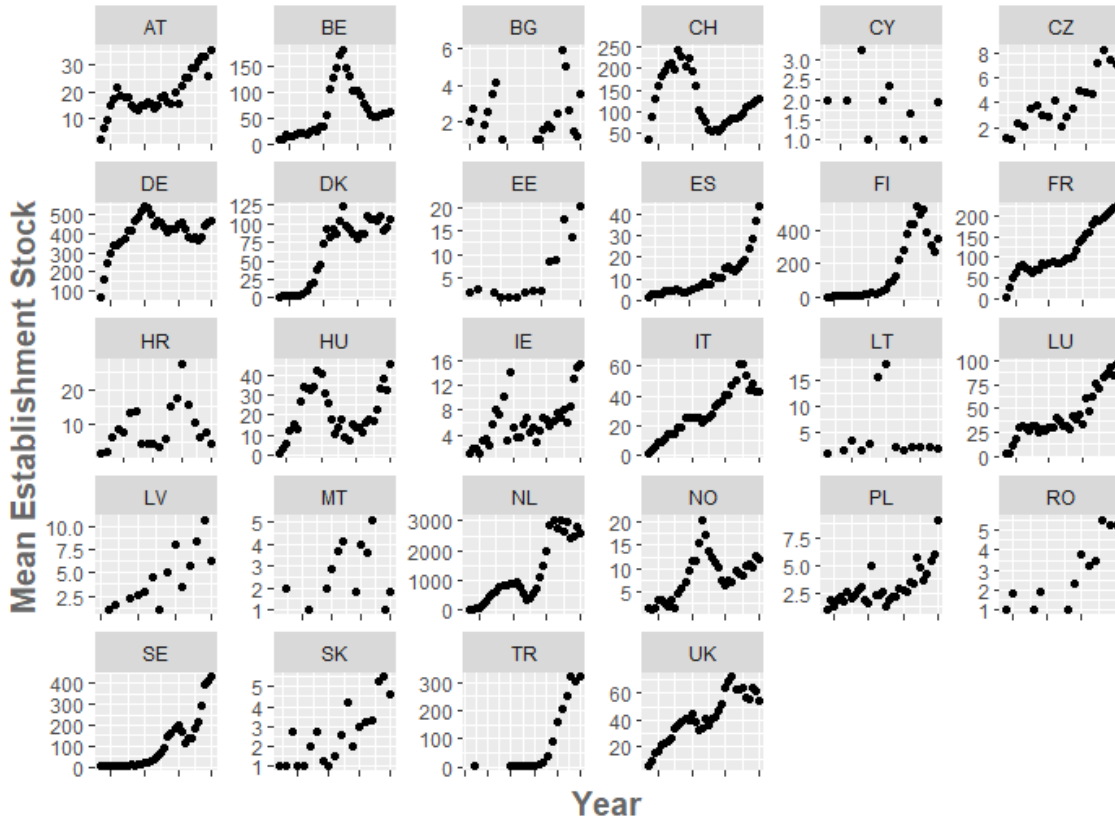 AT BE BG CH CY CZ
30 20 10
150 100 50 0
6 4 2
250 200 150 100 50
3.0 2.5 2.0 1.5 1.0
8 6 4 2
DE DK EE ES FI FR
500 400 300 200 100
125 100 75 50 25 0
20 15 10 5
40 30 20 10 0
400 200 0
200 150 100 50 0
Mean Establishment Stock
HR HU IE IT LT LU
20 10
40 30 20 10 0
16 12 8 4
60 40 20 0
15 10 5
100 75 50 25 0
LV MT NL NO PL RO
10.0 7.5 5.0 2.5
5 4 3 2 1
3000 2000 1000 0
20 15 10 5
7.5 5.0 2.5
5 4 3 2 1
SE SK TR UK
400 300 200 100 0
5 4 3 2 1
300 200 100 0
60 40 20
Year